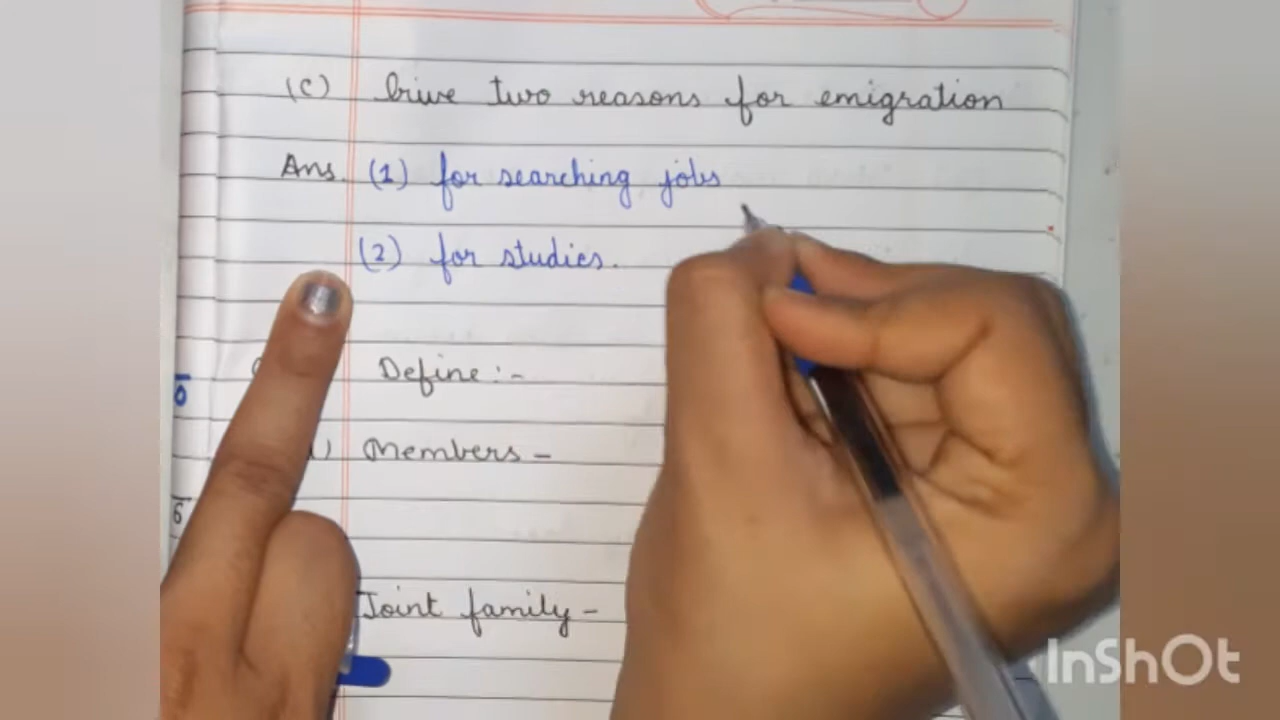 (C) Give two reasons for emigration
Ans. (1) for searching jobs
(2) for studies.
Define :-
Members -
Joint family -
InShOt